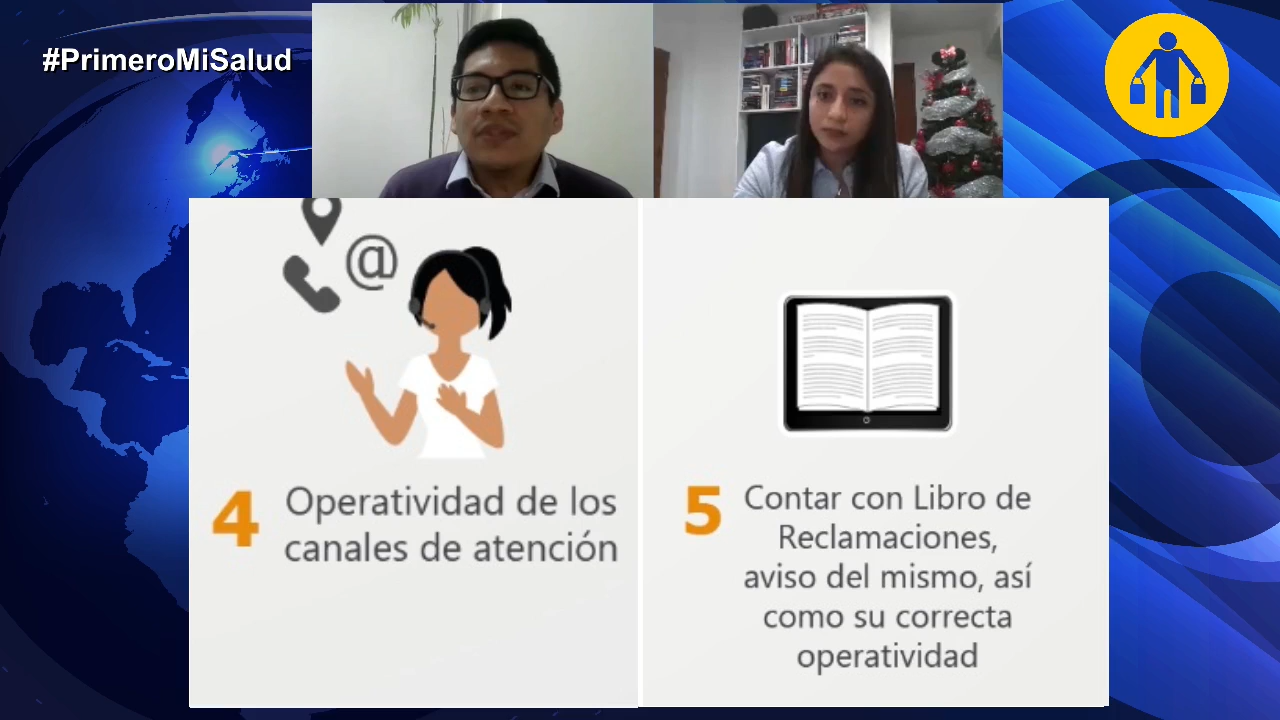 #PrimeroMiSalud
@
4 Operatividad de los
canales de atención
5 Contar con Libro de
Reclamaciones,
aviso del mismo, así
como su correcta
operatividad